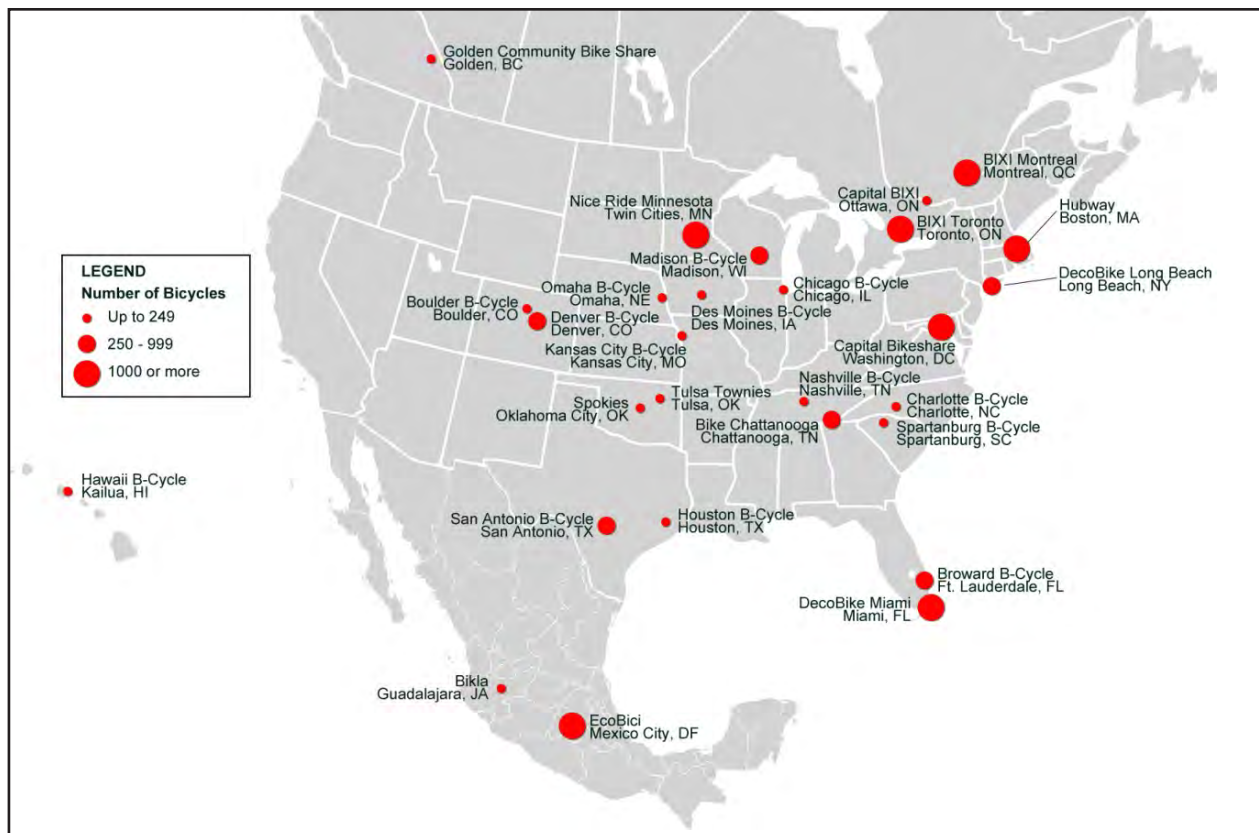 Golden Community Bike Share
Golden, BC
BIXI Montreal
Montreal, QC
Capital BIXI
Ottawa, ON
Nice Ride Minnesota
Twin Cities, MN
Hubway
Boston, MA
BIXI Toronto
Toronto, ON
Madison B-Cycle
Madison, WI
LEGEND
Number of Bicycles
Up to 249
250 - 999
1000 or more
DecoBike Long Beach
Long Beach, NY
Omaha B-Cycle
Omaha, NE
Chicago B-Cycle
Chicago, IL
Boulder B-Cycle
Boulder, CO
Des Moines B-Cycle
Des Moines, IA
Denver B-Cycle
Denver, CO
Kansas City B-Cycle
Kansas City, MO
Capital Bikeshare
Washington, DC
Nashville B-Cycle
Nashville, TN
Tulsa Townies
Tulsa, OK
Spokies
Oklahoma City, OK
Charlotte B-Cycle
Charlotte, NC
Bike Chattanooga
Chattanooga, TN
Spartanburg B-Cycle
Spartanburg, SC
Hawaii B-Cycle
Kailua, HI
San Antonio B-Cycle
San Antonio, TX
Houston B-Cycle
Houston, TX
Broward B-Cycle
Ft. Lauderdale, FL
DecoBike Miami
Miami, FL
Bikla
Guadalajara, JA
EcoBici
Mexico City, DF